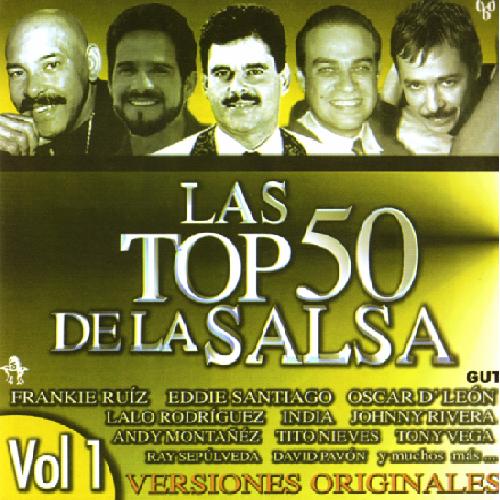 LAS
TOP 50
DE LA SALSA
GUT
FRANKIE RUÍZ EDDIE SANTIAGO OSCAR D' LEÓN
LALO RODRÍGUEZ INDIA JOHNNY RIVERA
ANDY MONTAÑÉZ TITO NIEVES TONY VEGA
RAY SEPÚLVEDA DAVID PAVÓN y muchos más....
Vol 1
VERSIONES ORIGINALES